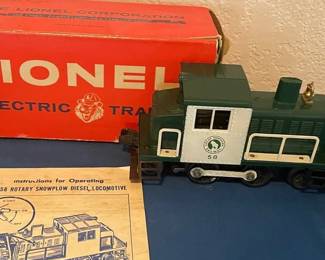 E LIONEL CORPORATION
IONEL
ECTRIC TRA
58
Instructions for Operating
58 ROTARY SNOWPLOW DIESEL LOCOMOTIVE